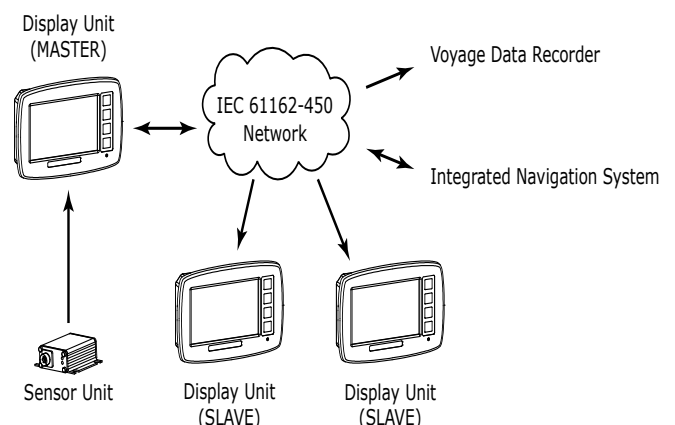 Display Unit
(MASTER)
Voyage Data Recorder
IEC 61162-450
Network
Integrated Navigation System
Sensor Unit
Display Unit
(SLAVE)
Display Unit
(SLAVE)